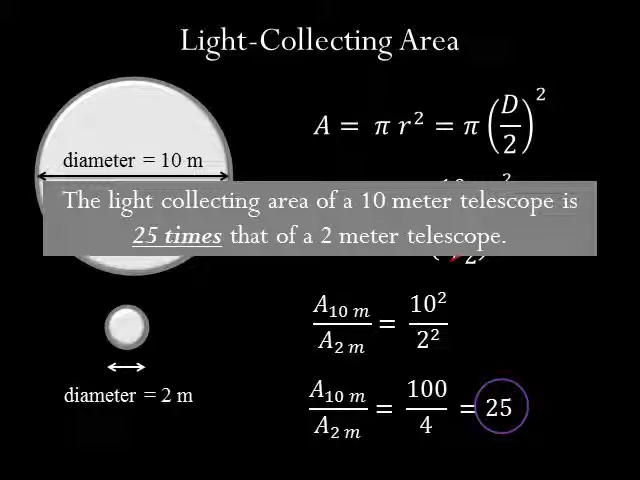 Light-Collecting Area
A = π r² = π (D/2)²
diameter = 10 m
The light collecting area of a 10 meter telescope is
25 times that of a 2 meter telescope.
A₁₀ ₘ/A₂ ₘ = 10²/2²
diameter = 2 m
A₁₀ ₘ/A₂ ₘ = 100/4 = 25